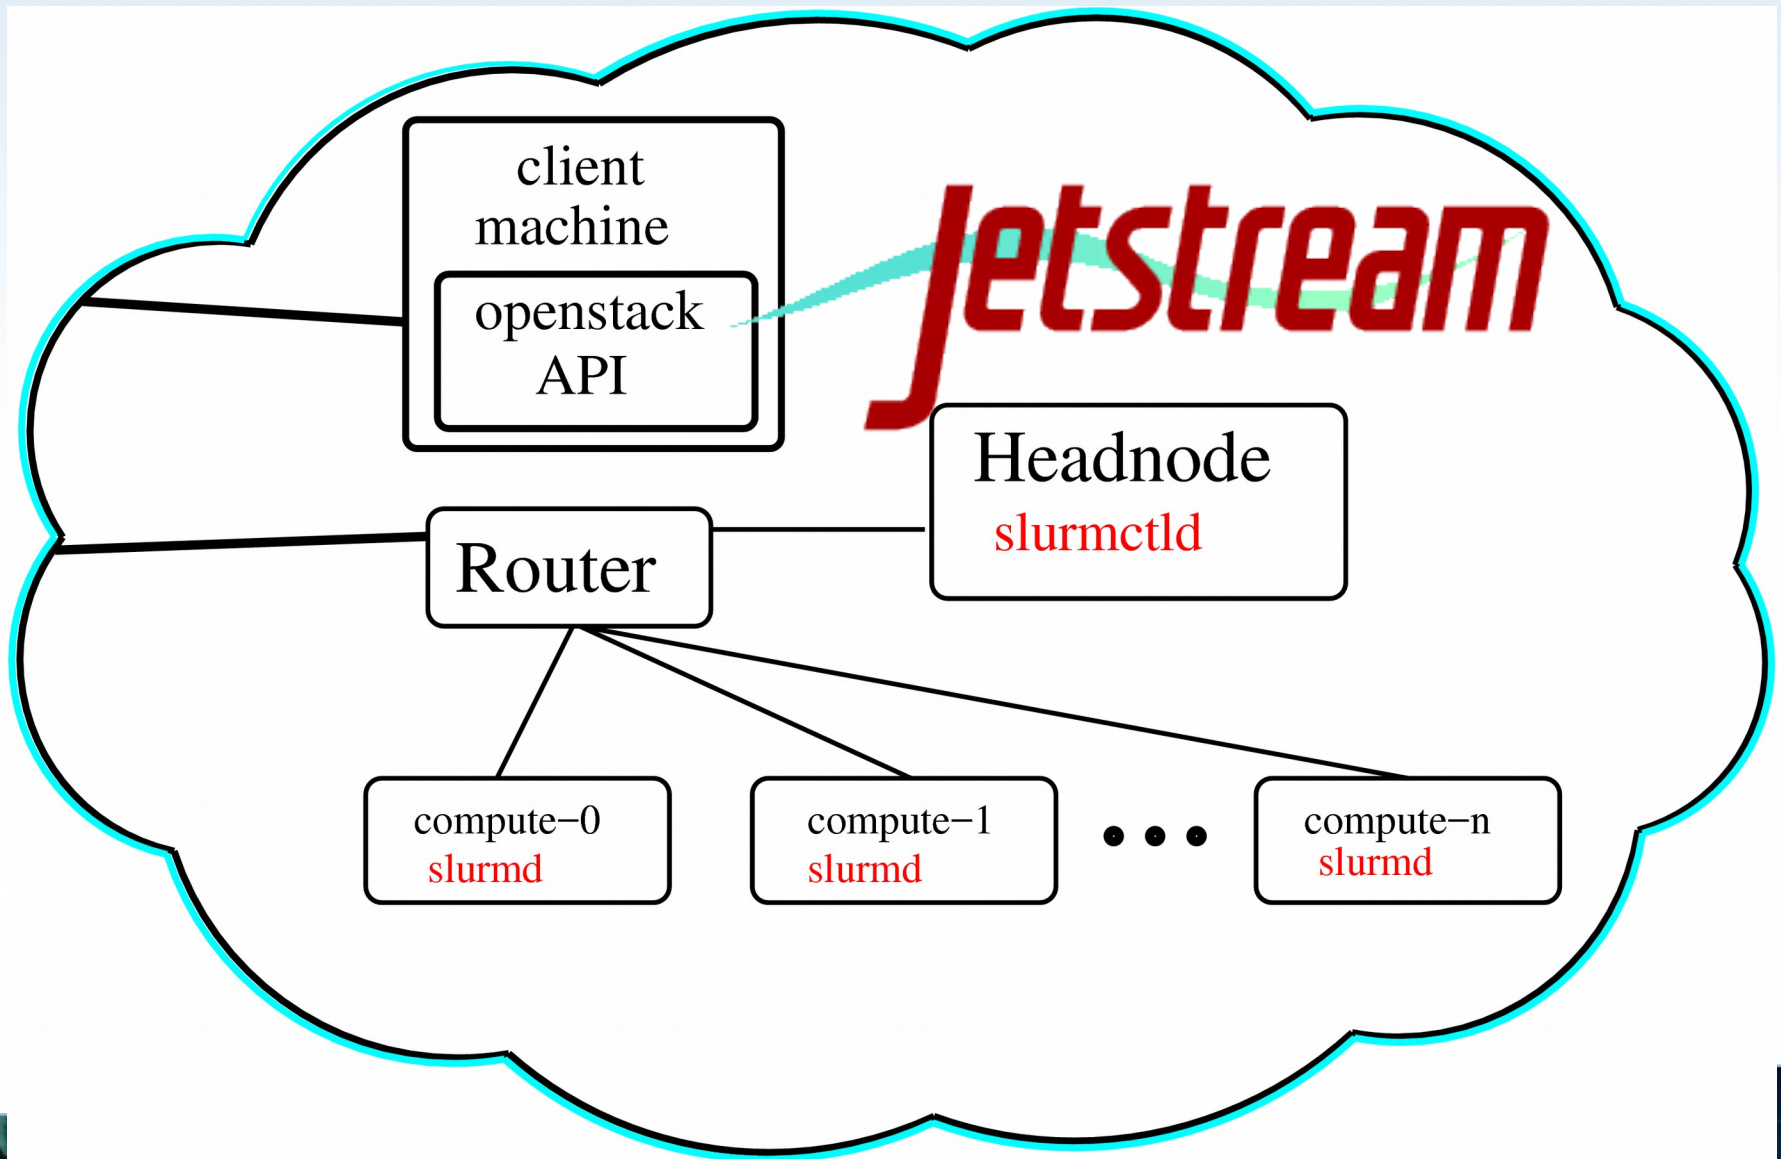 client
machine
openstack
API
Jetstream
Headnode
slurmctld
Router
compute−0
slurmd
compute−1
slurmd
compute−n
slurmd